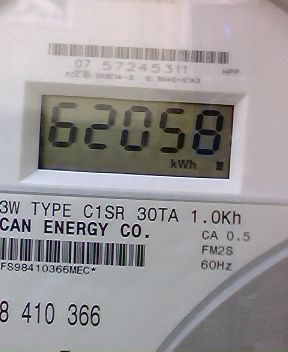 07 57245311
62058
kWh
3W TYPE C1SR 30TA 1.0Kh
CAN ENERGY CO.
CA 0.5
FM2S
FS98410366MEC*
60Hz
8 410 366